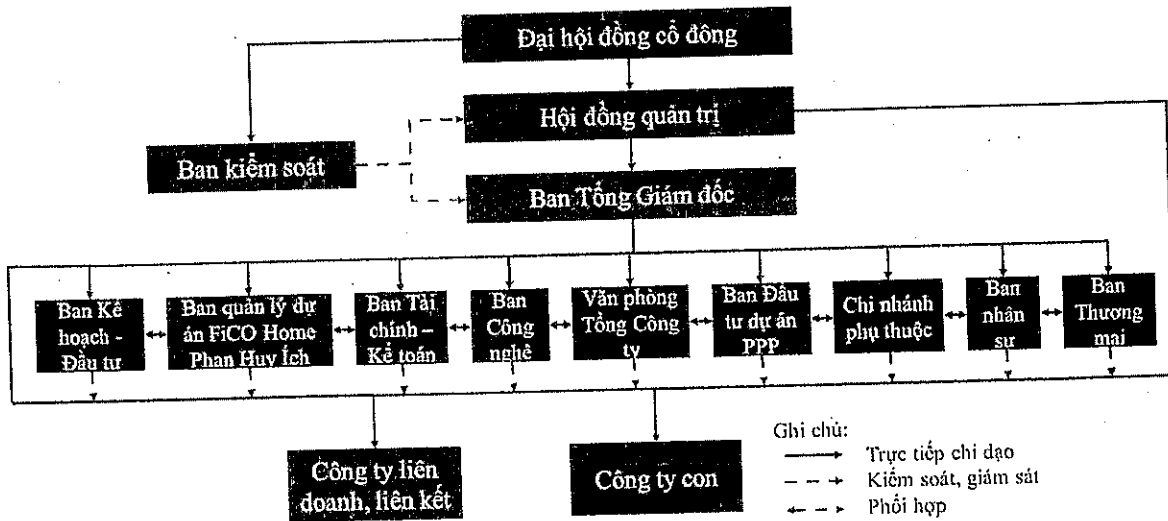 Đại hội đồng cổ đông
Hội đồng quản trị
Ban kiểm soát
Ban Tổng Giám đốc
Ban Kế
hoạch -
Đầu tư
Ban quản lý dự
án FiCO Home
Phan Huy Ích
Ban Tài
chính –
Kế toán
Ban
Công
nghệ
Văn phòng
Tổng Công
ty
Ban Đầu
tư dự án
PPP
Chi nhánh
phụ thuộc
Ban
nhân
sự
Ban
Thương
mại
Công ty liên
doanh, liên kết
Công ty con
Ghi chú:
Trực tiếp chỉ đạo
Kiểm soát, giám sát
Phối hợp